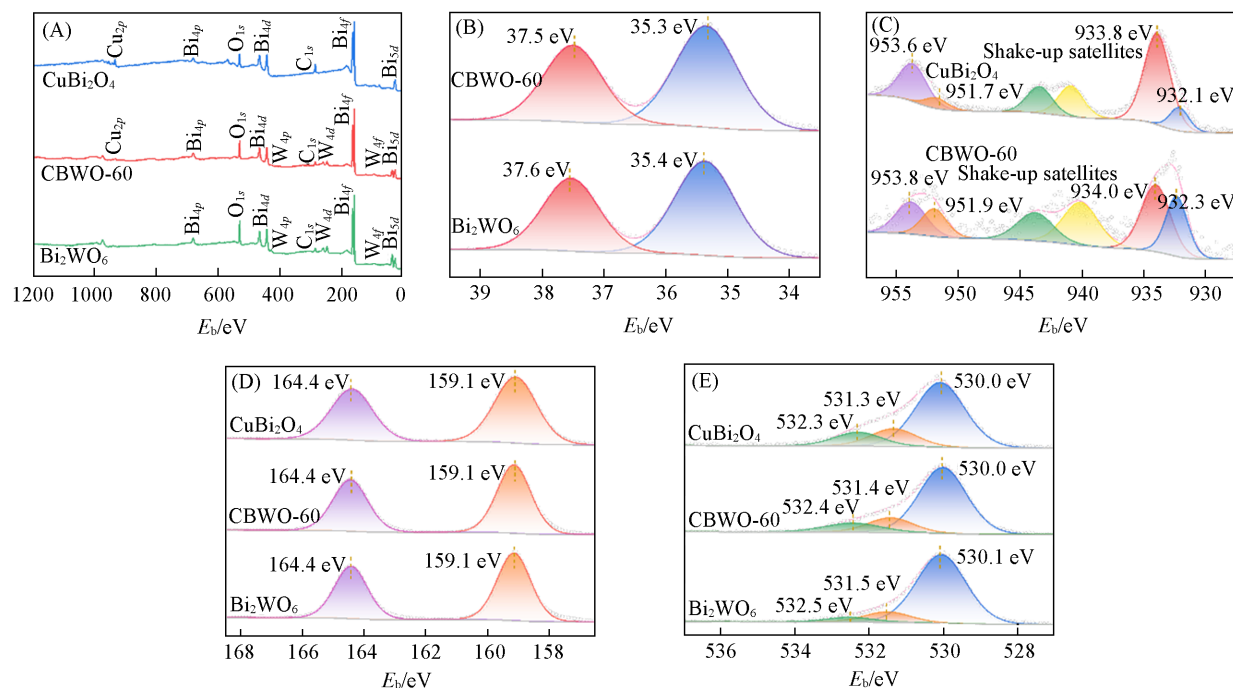 (A)
Cu2p
Bi4p
O1s
Bi4d
C1s
Bi4f
Bi5d
CuBi2O4
Cu2p
Bi4p
O1s
Bi4d
W4p
C1s
W4d
Bi4f
W4f
Bi5d
CBWO-60
Bi4p
O1s
Bi4d
W4p
C1s
W4d
Bi4f
W4f
Bi5d
Bi2WO6
1200 1000 800 600 400 200 0
Eb/eV
(B)
37.5 eV 35.3 eV
CBWO-60
37.6 eV 35.4 eV
Bi2WO6
39 38 37 36 35 34
Eb/eV
(C)
933.8 eV
953.6 eV Shake-up satellites
CuBi2O4
951.7 eV 932.1 eV
CBWO-60
953.8 eV Shake-up satellites
934.0 eV
951.9 eV 932.3 eV
955 950 945 940 935 930
Eb/eV
(D)
164.4 eV 159.1 eV
CuBi2O4
164.4 eV 159.1 eV
CBWO-60
164.4 eV 159.1 eV
Bi2WO6
168 166 164 162 160 158
Eb/eV
(E)
530.0 eV
531.3 eV
532.3 eV
CuBi2O4
530.0 eV
531.4 eV
532.4 eV
CBWO-60
530.1 eV
531.5 eV
532.5 eV
Bi2WO6
536 534 532 530 528
Eb/eV